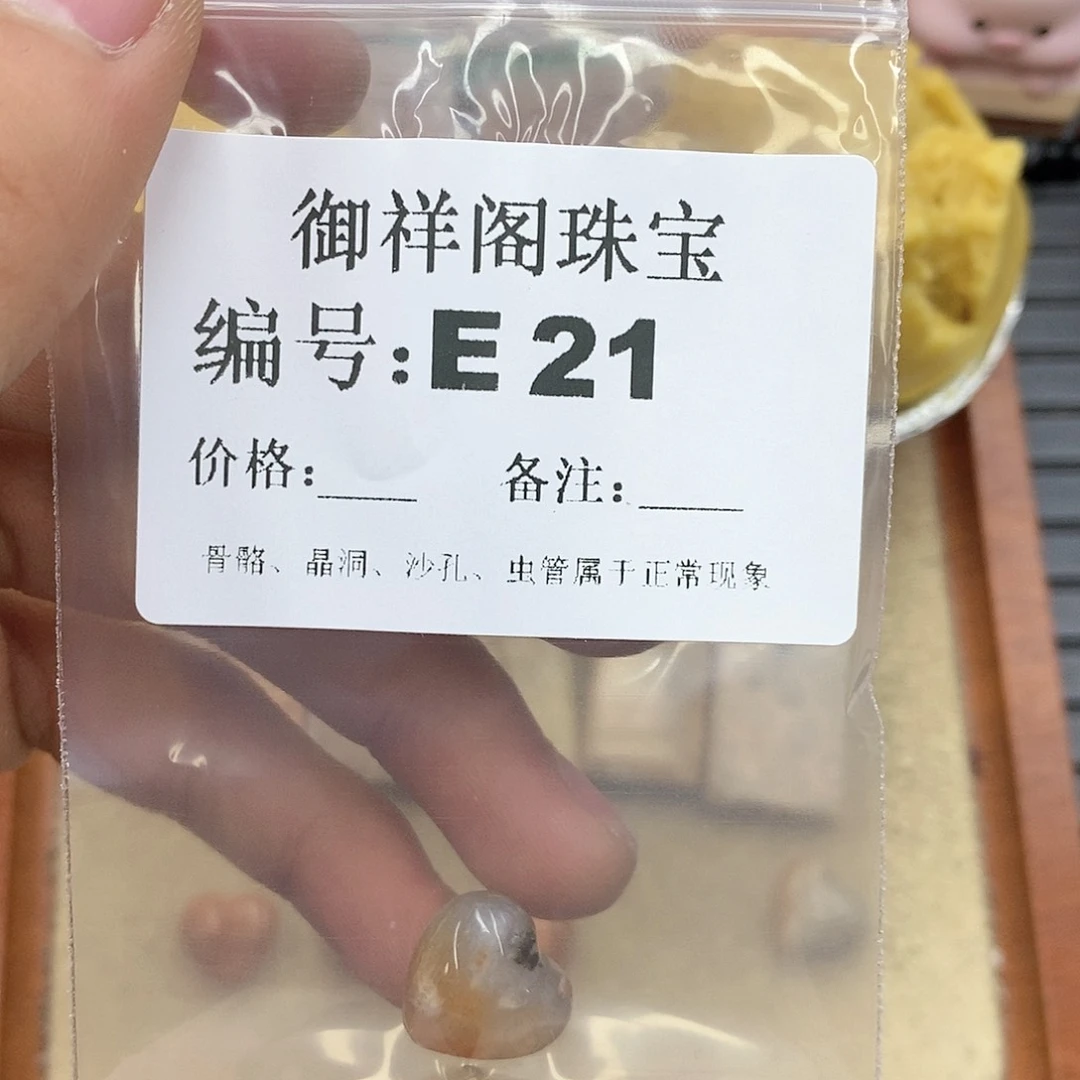 御祥阁珠宝
编号:E 21
价格:____ 备注:____
骨骼、晶洞、沙孔、虫管属于正常现象